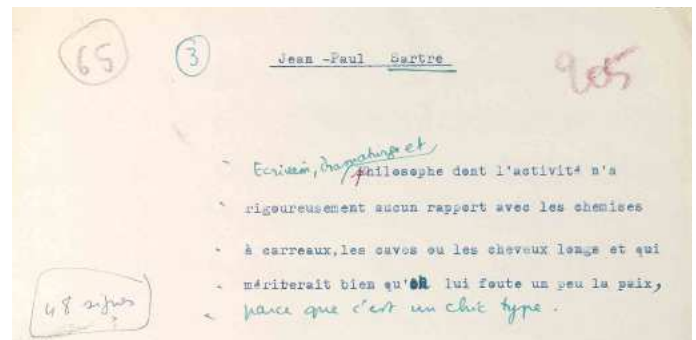 65
3
Jean -Paul Sartre
905
Ecrivain, dramaturge et
philosophe dont l'activité n'a
rigoureusement aucun rapport avec les chemises
à carreaux,les caves ou les cheveux longs et qui
mériterait bien qu'on lui foute un peu la paix,
parce que c'est un chic type.
48 signes
?